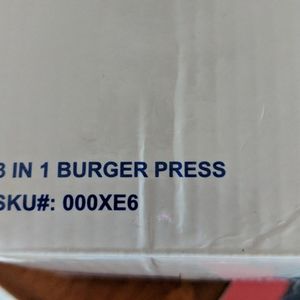 3 IN 1 BURGER PRESS
SKU#: 000XE6